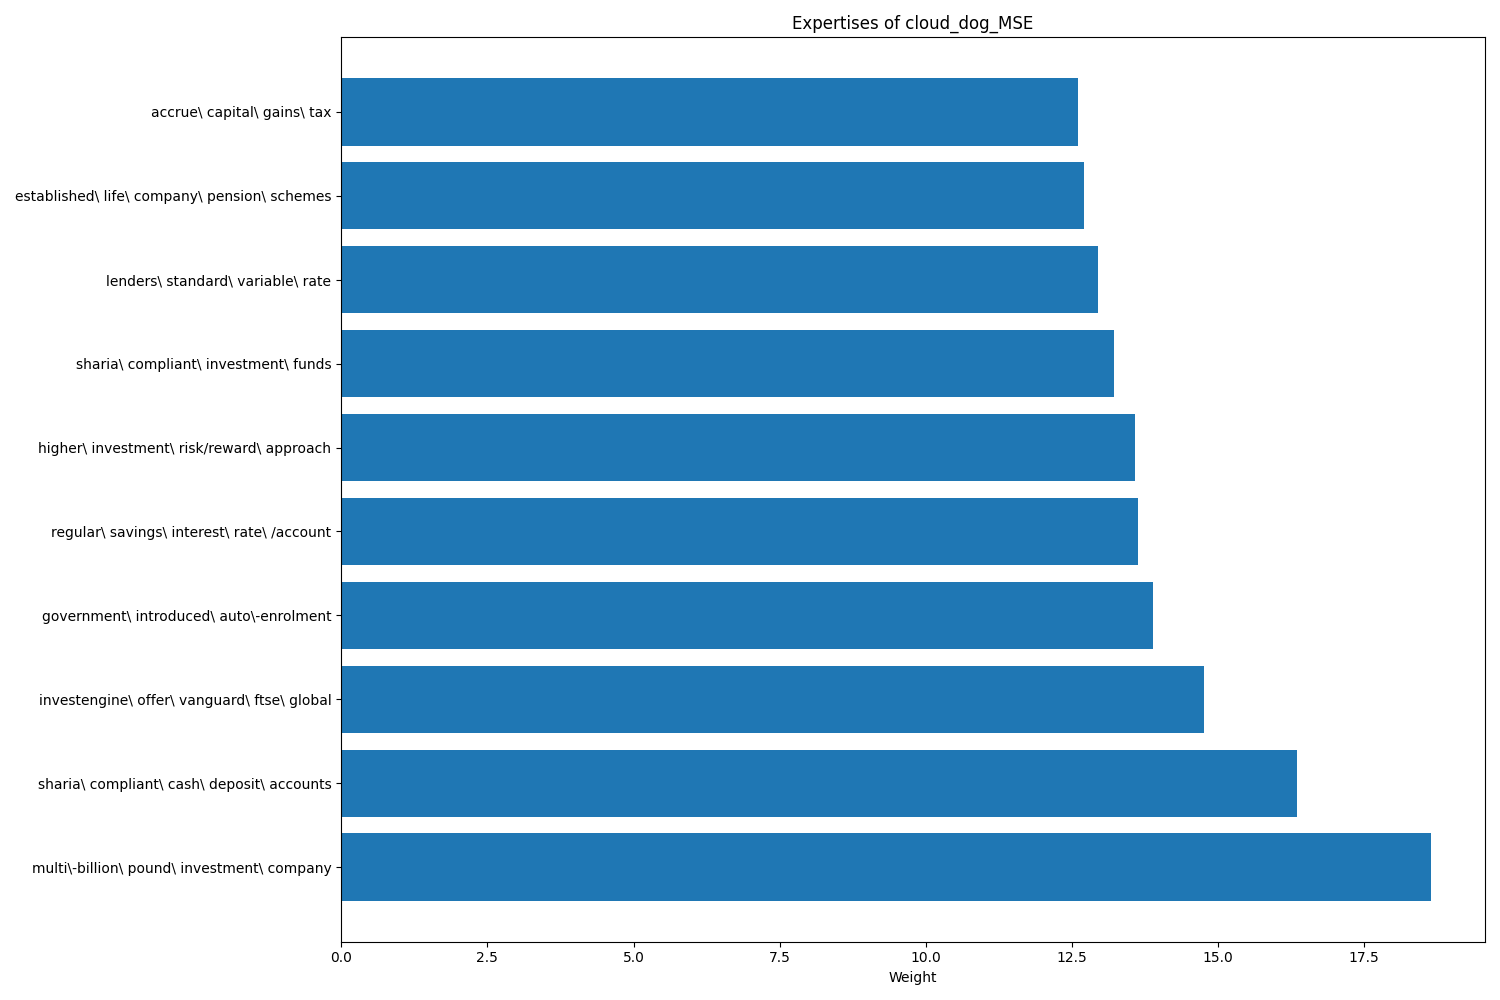 Expertises of cloud_dog_MSE
accrue\ capital\ gains\ tax
established\ life\ company\ pension\ schemes
lenders\ standard\ variable\ rate
sharia\ compliant\ investment\ funds
higher\ investment\ risk/reward\ approach
regular\ savings\ interest\ rate\ /account
government\ introduced\ auto\-enrolment
investengine\ offer\ vanguard\ ftse\ global
sharia\ compliant\ cash\ deposit\ accounts
multi\-billion\ pound\ investment\ company
0.0 2.5 5.0 7.5 10.0 12.5 15.0 17.5
Weight